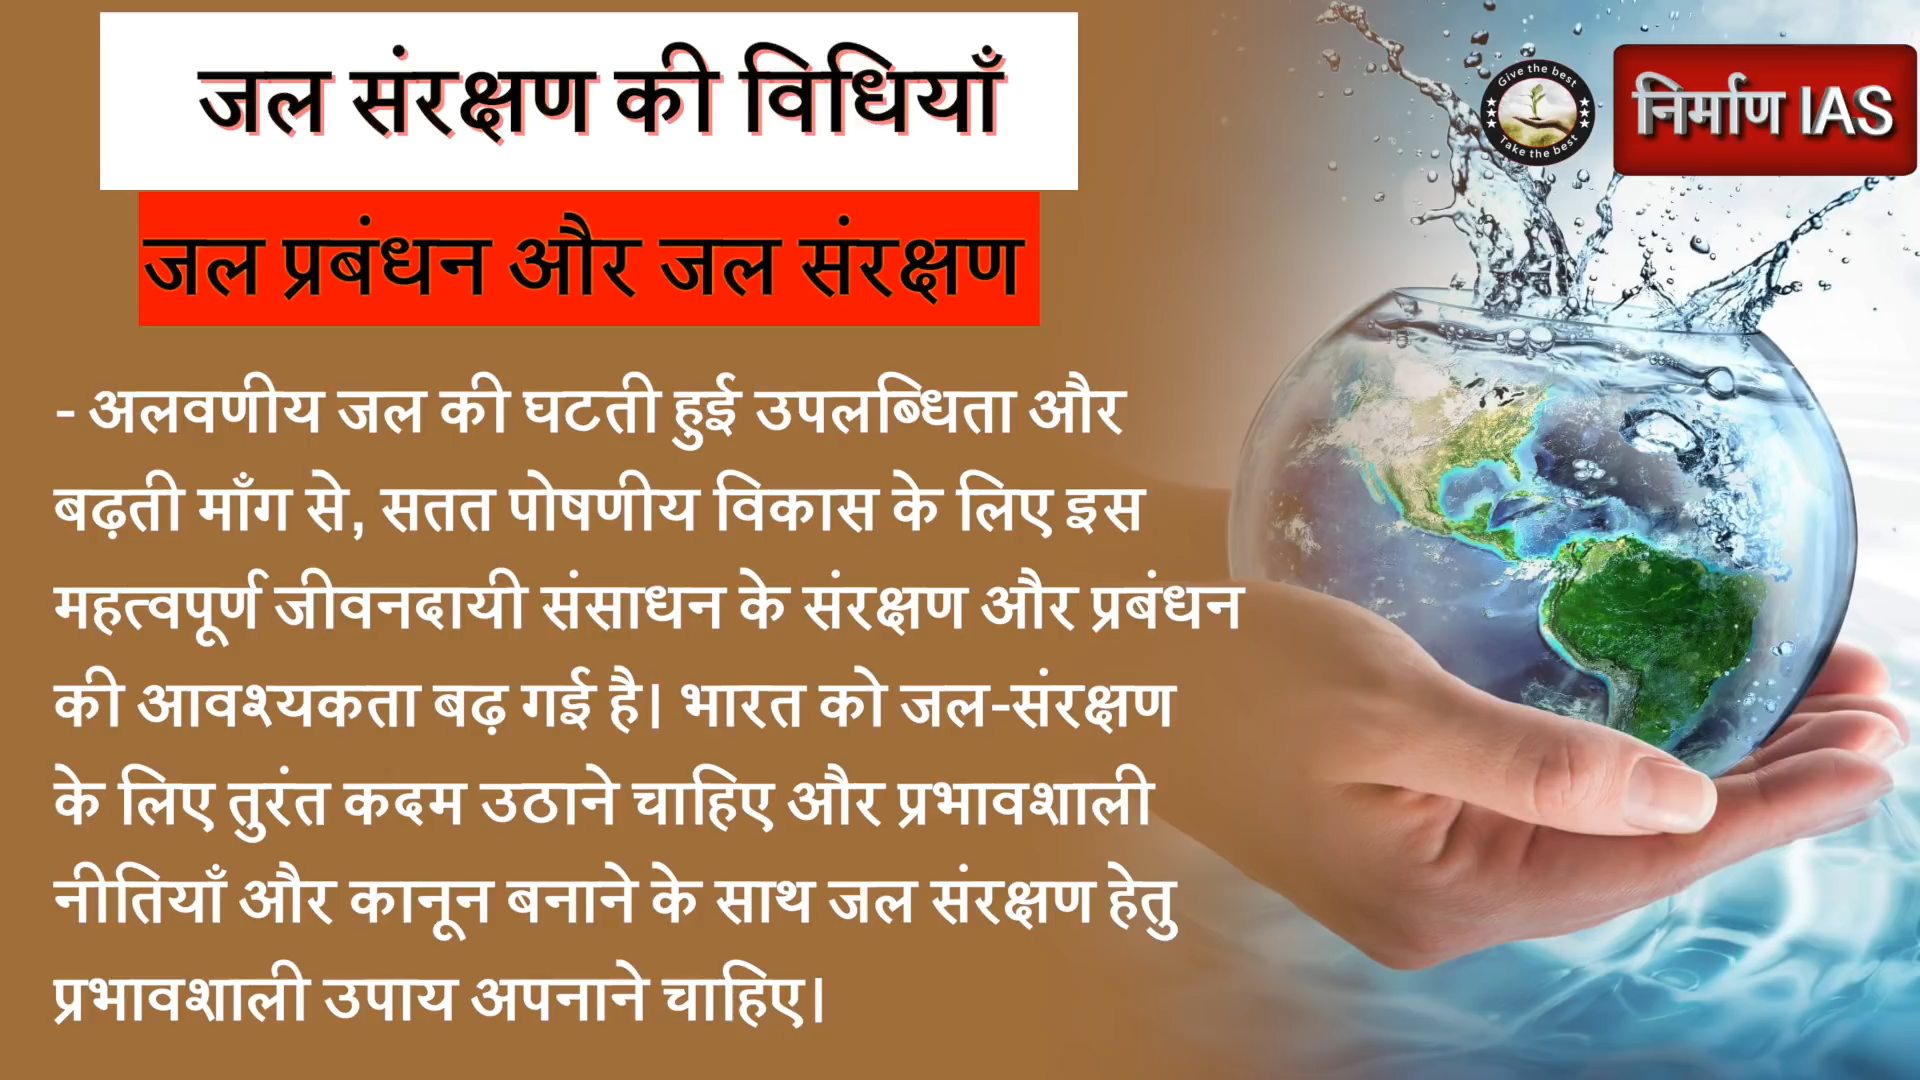 जल संरक्षण की विधियाँ
Give the best
Take the best
निर्माण IAS
जल प्रबंधन और जल संरक्षण
- अलवणीय जल की घटती हुई उपलब्धिता और
बढ़ती माँग से, सतत पोषणीय विकास के लिए इस
महत्वपूर्ण जीवनदायी संसाधन के संरक्षण और प्रबंधन
की आवश्यकता बढ़ गई है। भारत को जल-संरक्षण
के लिए तुरंत कदम उठाने चाहिए और प्रभावशाली
नीतियाँ और कानून बनाने के साथ जल संरक्षण हेतु
प्रभावशाली उपाय अपनाने चाहिए।